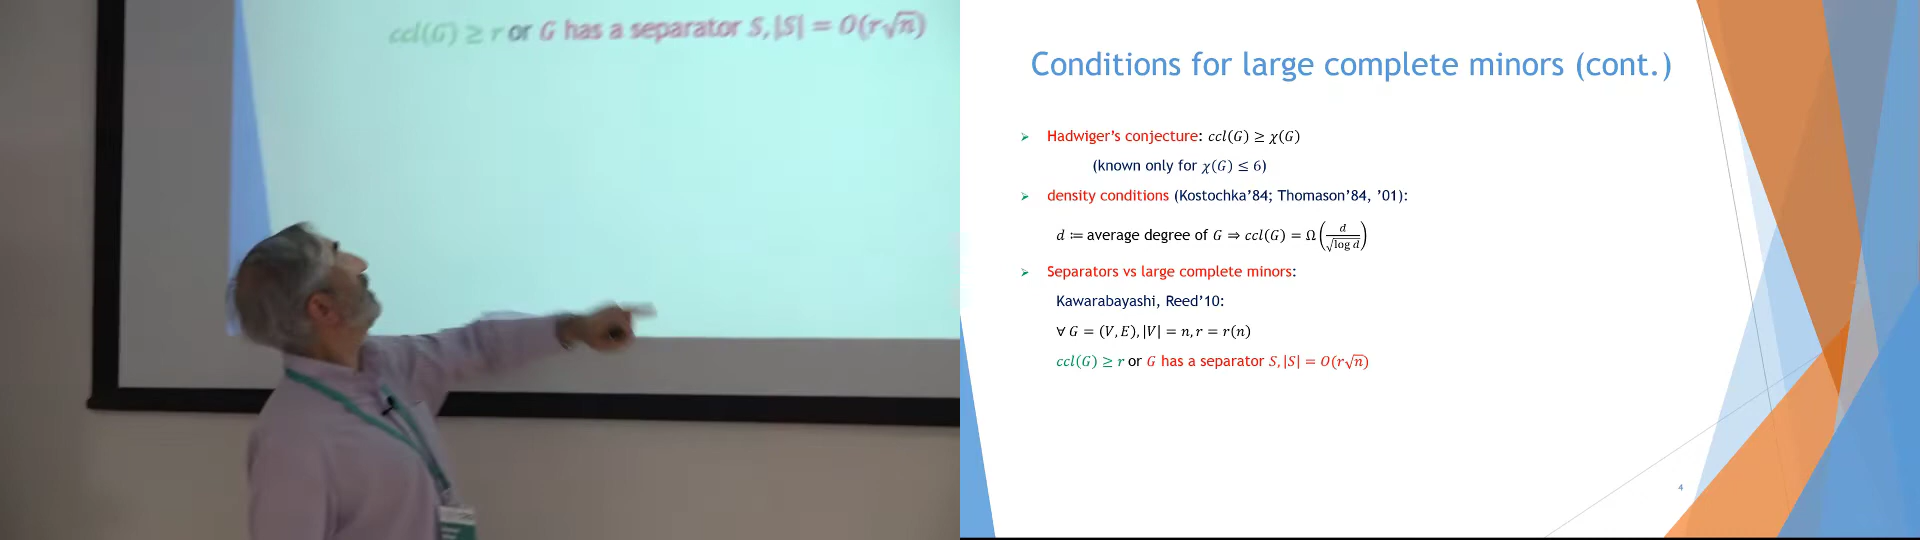 ccl(G) ≥ r or G has a separator S, |S| = O(r√n)
Conditions for large complete minors (cont.)
➤ Hadwiger's conjecture: ccl(G) ≥ χ(G)
(known only for χ(G) ≤ 6)
➤ density conditions (Kostochka'84; Thomason'84, '01):
d ≔ average degree of G ⇒ ccl(G) = Ω(d/√log d)
➤ Separators vs large complete minors:
Kawarabayashi, Reed'10:
∀ G = (V, E), |V| = n, r = r(n)
ccl(G) ≥ r or G has a separator S, |S| = O(r√n)
4